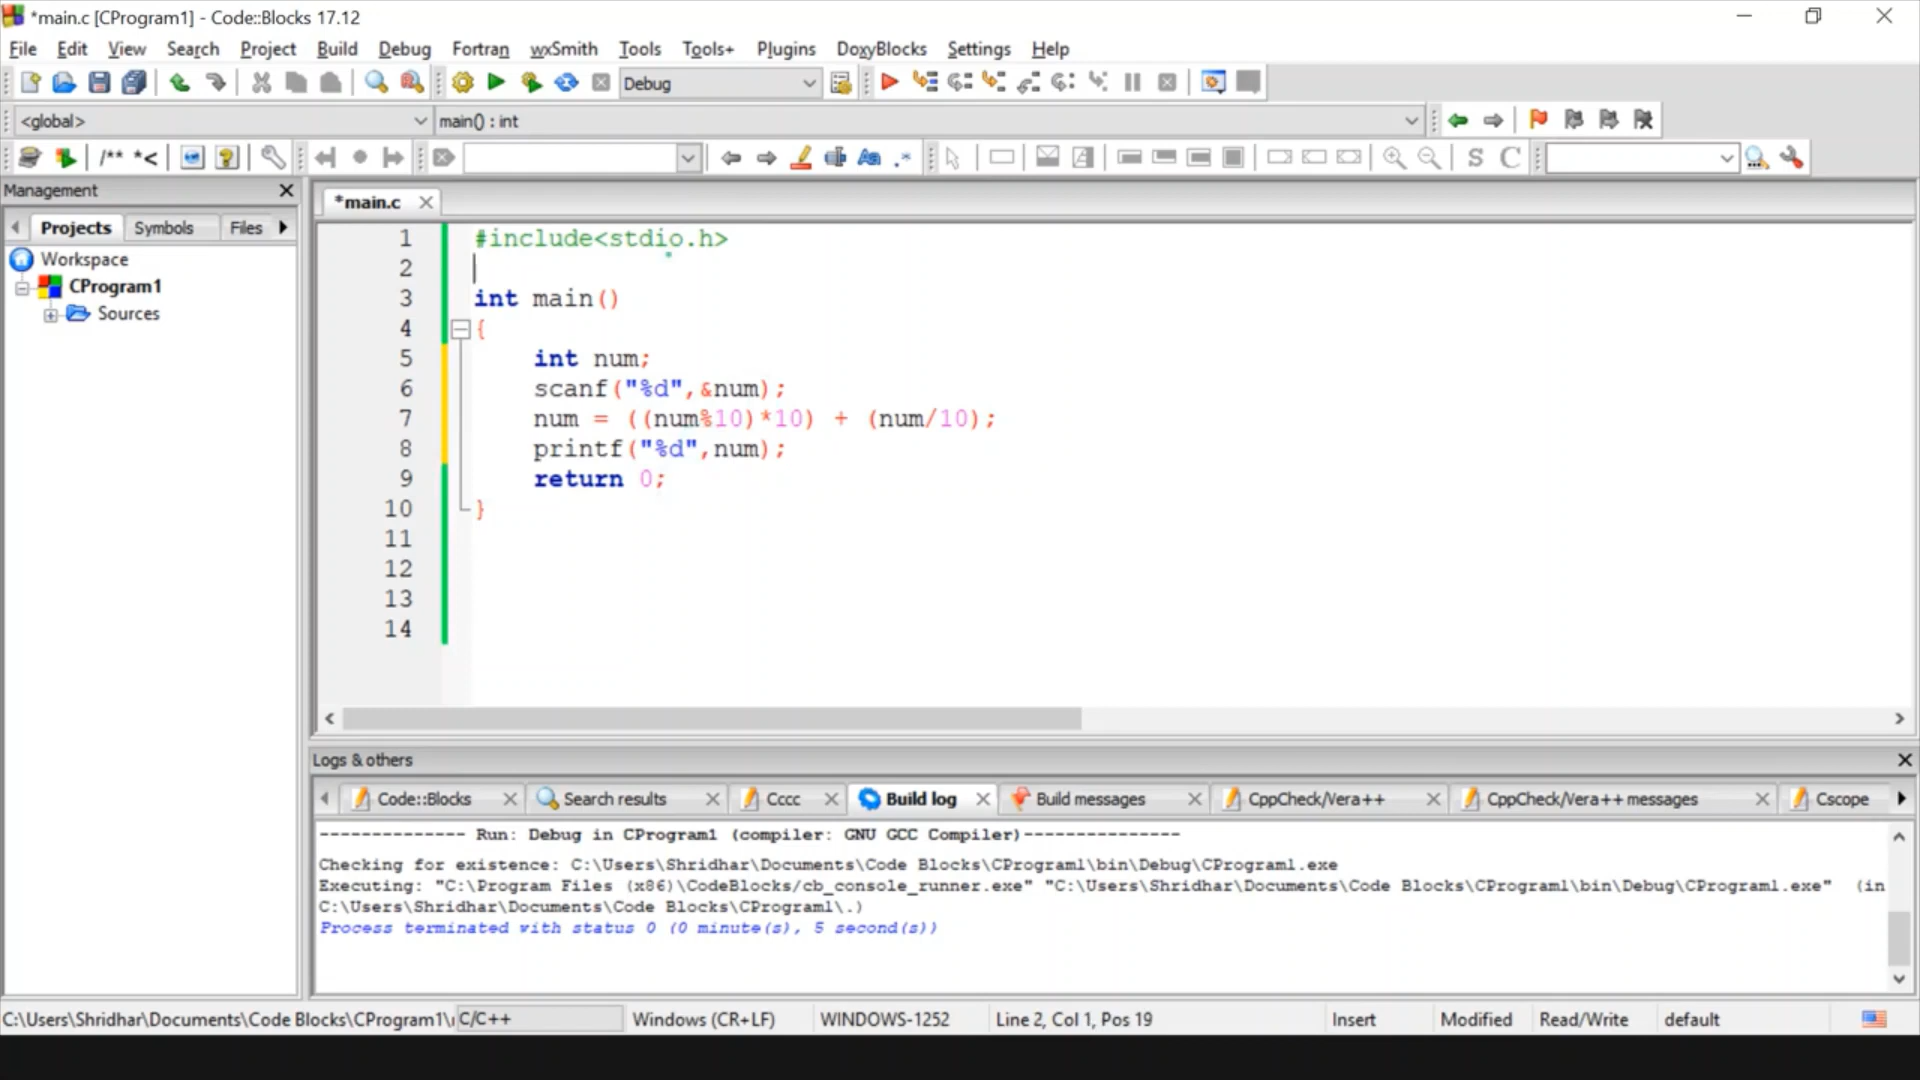 *main.c [CProgram1] - Code::Blocks 17.12
File Edit View Search Project Build Debug Fortran wxSmith Tools Tools+ Plugins DoxyBlocks Settings Help
Debug
<global> main() : int
/** *<
S C
Management
Projects Symbols Files
Workspace
CProgram1
Sources
*main.c
1 #include<stdio.h>
2
3 int main()
4 {
5 int num;
6 scanf("%d",&num);
7 num = ((num%10)*10) + (num/10);
8 printf("%d",num);
9 return 0;
10 }
11
12
13
14
Logs & others
Code::Blocks Search results Cccc Build log Build messages CppCheck/Vera++ CppCheck/Vera++ messages Cscope
-------------- Run: Debug in CProgram1 (compiler: GNU GCC Compiler)---------------
Checking for existence: C:\Users\Shridhar\Documents\Code Blocks\CProgram1\bin\Debug\CProgram1.exe
Executing: "C:\Program Files (x86)\CodeBlocks/cb_console_runner.exe" "C:\Users\Shridhar\Documents\Code Blocks\CProgram1\bin\Debug\CProgram1.exe" (in
C:\Users\Shridhar\Documents\Code Blocks\CProgram1\.)
Process terminated with status 0 (0 minute(s), 5 second(s))
C:\Users\Shridhar\Documents\Code Blocks\CProgram1\ C/C++ Windows (CR+LF) WINDOWS-1252 Line 2, Col 1, Pos 19 Insert Modified Read/Write default